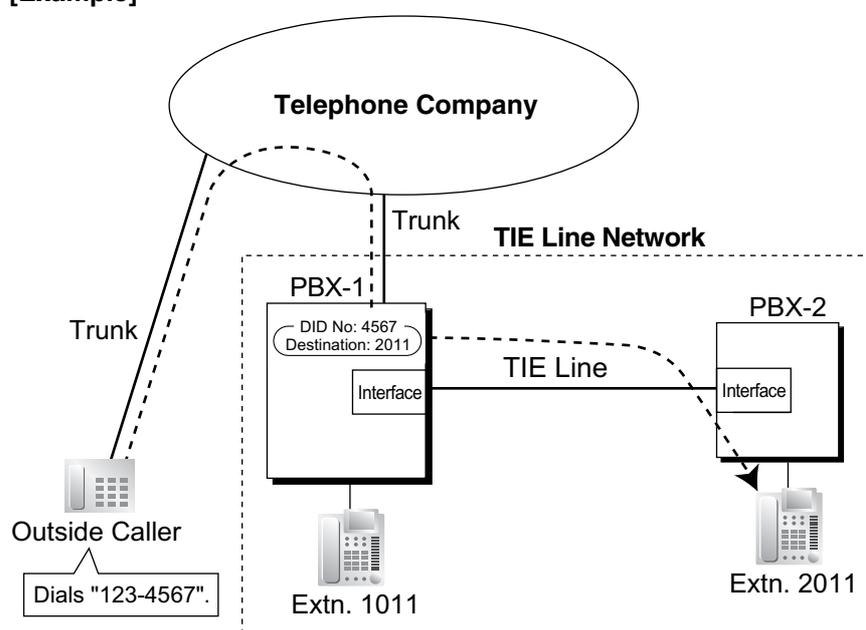 [Example]
Telephone Company
Trunk
TIE Line Network
PBX-1
PBX-2
DID No: 4567
Destination: 2011
Trunk
TIE Line
Interface
Interface
Outside Caller
Dials "123-4567".
Extn. 1011
Extn. 2011